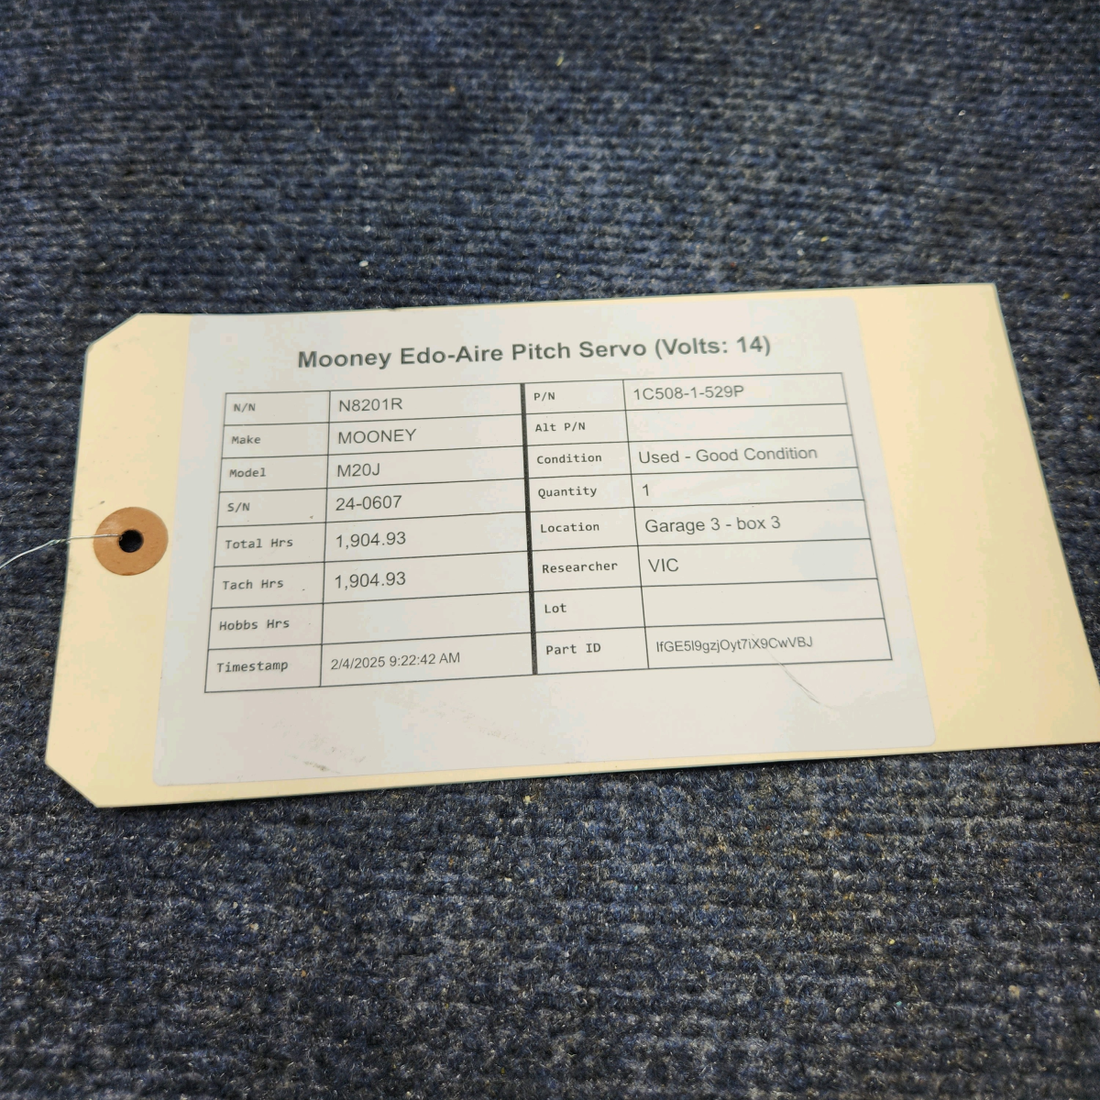 Mooney Edo-Aire Pitch Servo (Volts: 14)
N/N N8201R P/N 1C508-1-529P
Make MOONEY Alt P/N
Model M20J Condition Used - Good Condition
S/N 24-0607 Quantity 1
Total Hrs 1,904.93 Location Garage 3 - box 3
Tach Hrs 1,904.93 Researcher VIC
Hobbs Hrs Lot
Timestamp 2/4/2025 9:22:42 AM Part ID IfGE5I9gzjOyt7iX9CwVBJ